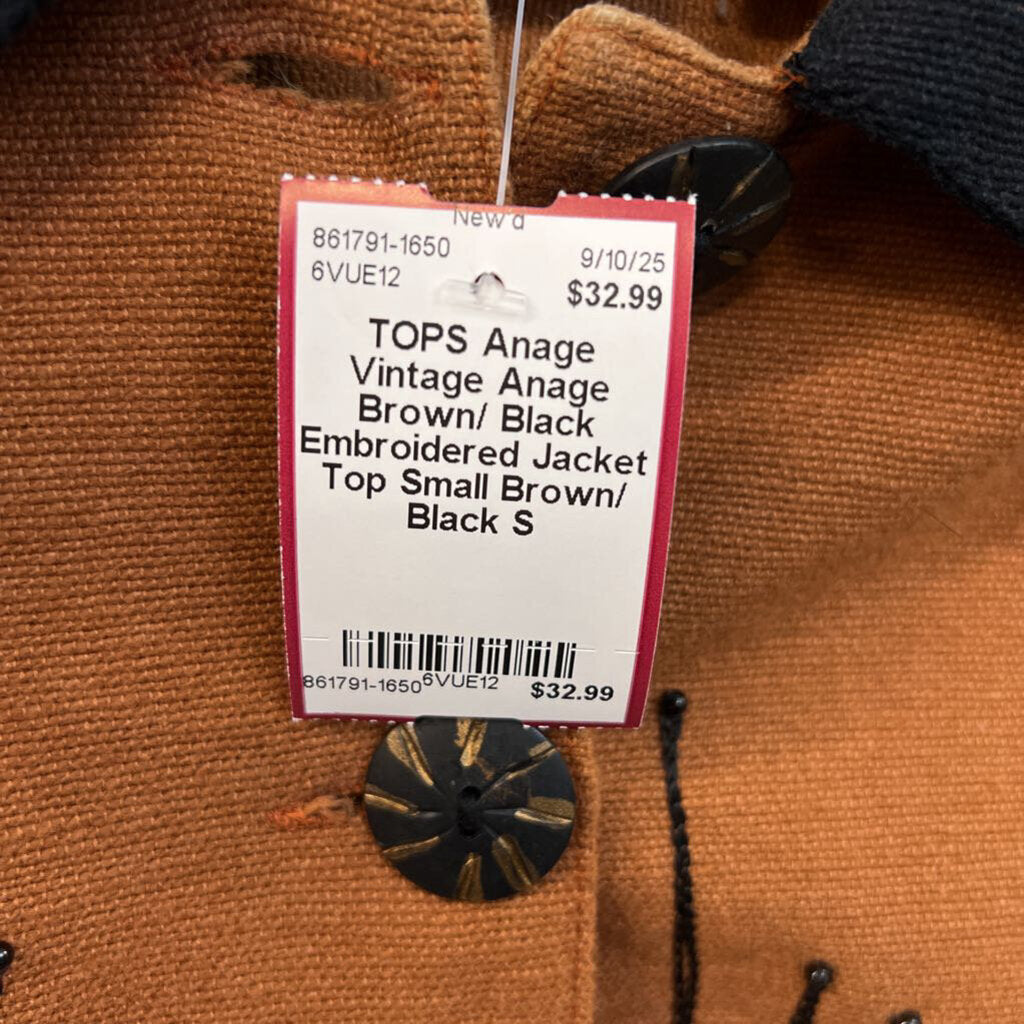 New'd
861791-1650 9/10/25
6VUE12 $32.99
TOPS Anage
Vintage Anage
Brown/ Black
Embroidered Jacket
Top Small Brown/
Black S
861791-1650 6VUE12 $32.99